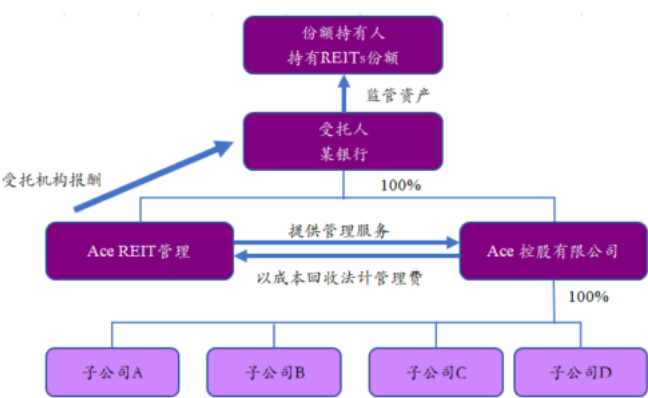 份额持有人
持有REITs份额
监管资产
受托人
某银行
受托机构报酬
100%
Ace REIT管理
提供管理服务
以成本回收法计管理费
Ace 控股有限公司
100%
子公司A
子公司B
子公司C
子公司D